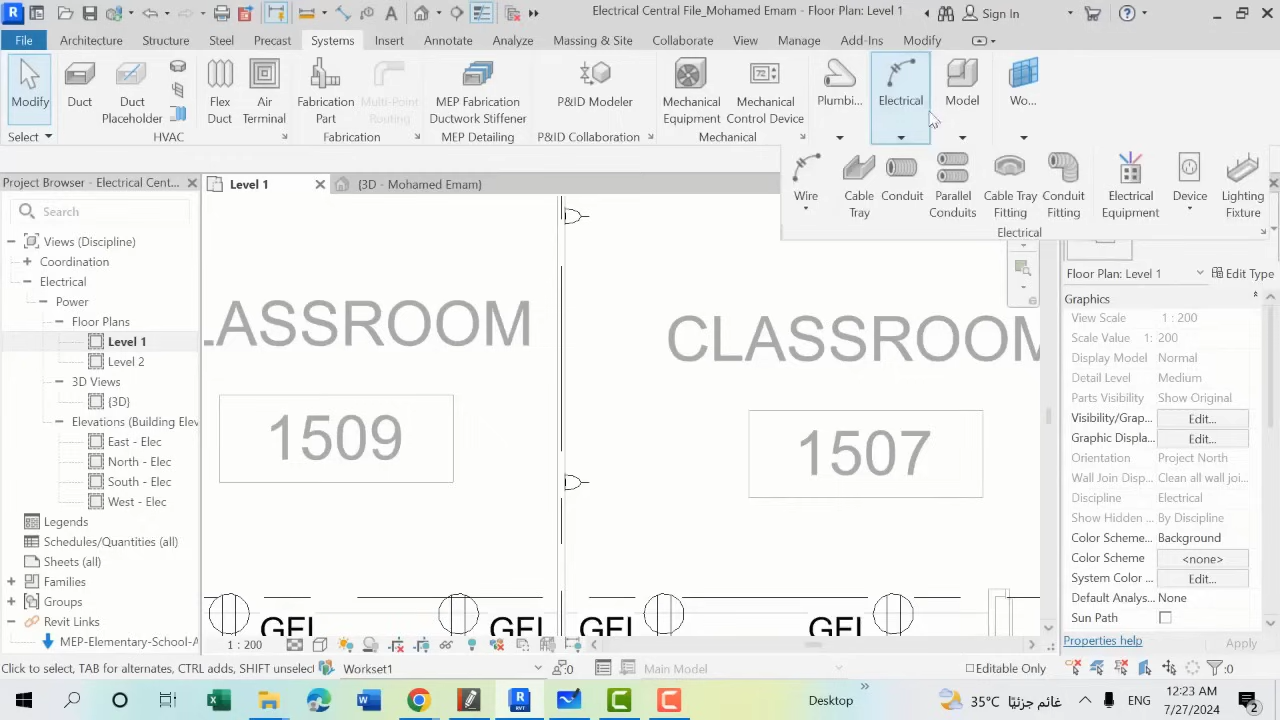 Electrical Central File_Mohamed Emam - Floor Plan: Level 1
Sign In
File
Architecture
Structure
Steel
Precast
Systems
Insert
Annotate
Analyze
Massing & Site
Collaborate
View
Manage
Add-Ins
Modify
Modify
Duct
Duct
Placeholder
Flex
Duct
Air
Terminal
Fabrication
Part
Multi-Point
Routing
MEP Fabrication
Ductwork Stiffener
P&ID Modeler
Mechanical
Equipment
Mechanical
Control Device
Plumbi...
Electrical
Model
Wo...
Select
HVAC
Fabrication
MEP Detailing
P&ID Collaboration
Mechanical
Wire
Cable
Tray
Conduit
Parallel
Conduits
Cable Tray
Fitting
Conduit
Fitting
Electrical
Equipment
Device
Lighting
Fixture
Electrical
Project Browser - Electrical Cent...
Search
Views (Discipline)
Coordination
Electrical
Power
Floor Plans
Level 1
Level 2
3D Views
{3D}
Elevations (Building Elev
East - Elec
North - Elec
South - Elec
West - Elec
Legends
Schedules/Quantities (all)
Sheets (all)
Families
Groups
Revit Links
MEP-Elementary-School-A
Level 1
{3D - Mohamed Emam}
LASSROOM
1509
CLASSROOM
1507
GFI
GFI
GFI
GFI
Floor Plan: Level 1
Edit Type
Graphics
View Scale 1 : 200
Scale Value 1: 200
Display Model Normal
Detail Level Medium
Parts Visibility Show Original
Visibility/Grap... Edit...
Graphic Displa... Edit...
Orientation Project North
Wall Join Disp... Clean all wall joi...
Discipline Electrical
Show Hidden ... By Discipline
Color Scheme... Background
Color Scheme <none>
System Color ... Edit...
Default Analys... None
Sun Path
Properties help
Apply
1 : 200
Click to select, TAB for alternates, CTRL adds, SHIFT unselect
Workset1
:0
Main Model
Editable Only
:0
Desktop
35°C غائم جزئيًا
ENG
12:23 AM
7/27/2024
2